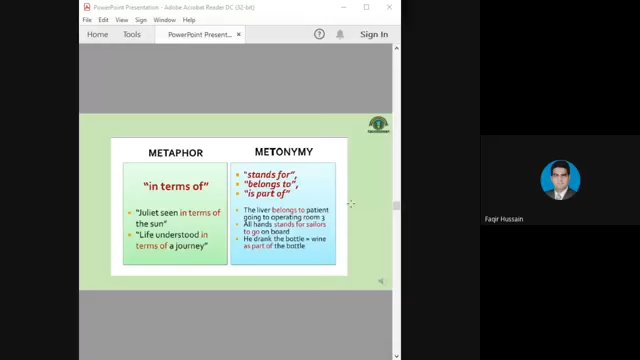 PowerPoint Presentation - Adobe Acrobat Reader DC (32-bit)
File Edit View Sign Window Help
Home Tools PowerPoint Present... × Sign In
METAPHOR
"in terms of"
"Juliet seen in terms of
the sun"
"Life understood in
terms of a journey"
METONYMY
"stands for",
"belongs to",
"is part of"
The liver belongs to patient
going to operating room 3
All hands stands for sailors
to go on board
He drank the bottle = wine
as part of the bottle
Faqir Hussain